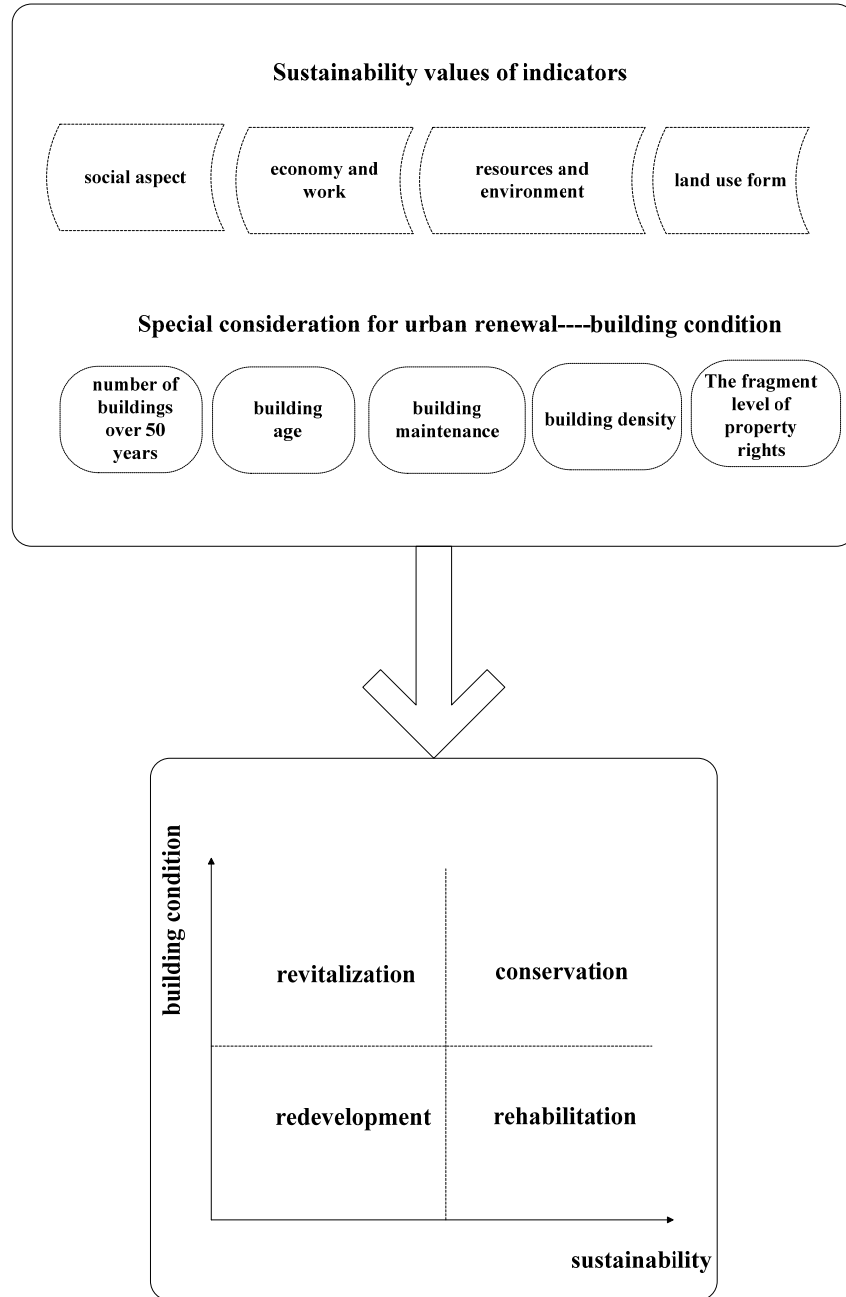 Sustainability values of indicators
social aspect
economy and
work
resources and
environment
land use form
Special consideration for urban renewal----building condition
number of
buildings
over 50
years
building
age
building
maintenance
building density
The fragment
level of
property
rights
building condition
revitalization
conservation
redevelopment
rehabilitation
sustainability